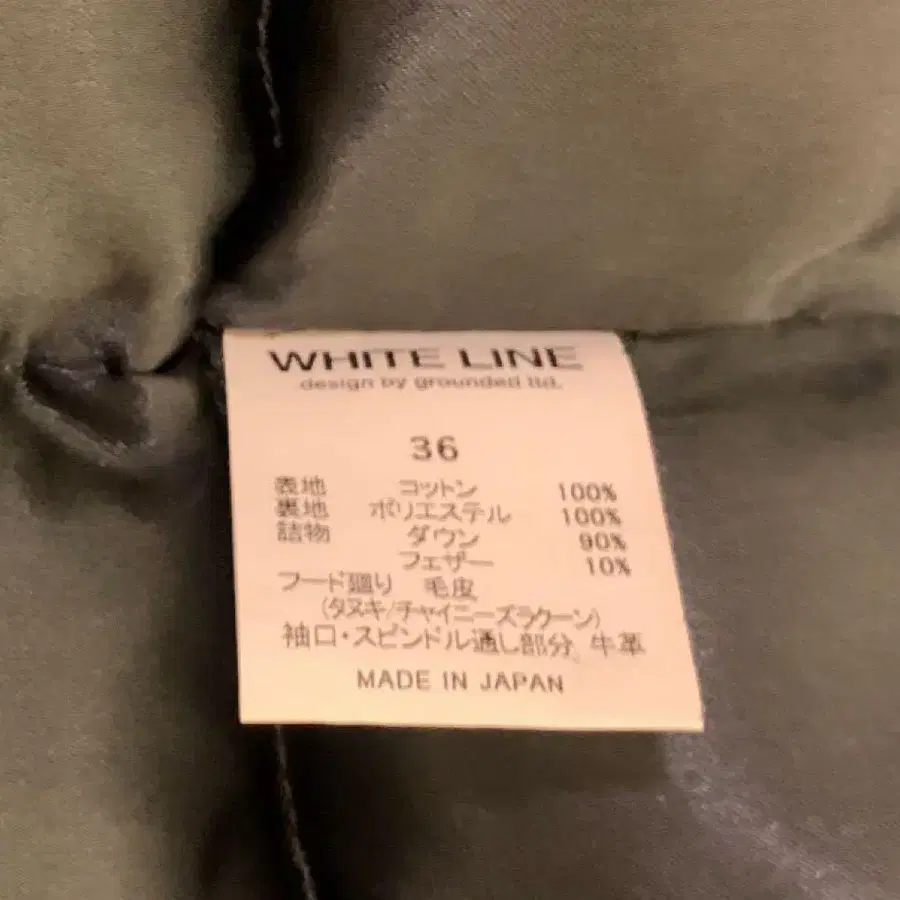 WHITE LINE
design by grounded ltd.
36
表地 コットン 100%
裏地 ポリエステル 100%
詰物 ダウン 90%
フェザー 10%
フード廻り 毛皮
(タヌキ/チャイニーズラクーン)
袖口・スピンドル通し部分 牛革
MADE IN JAPAN